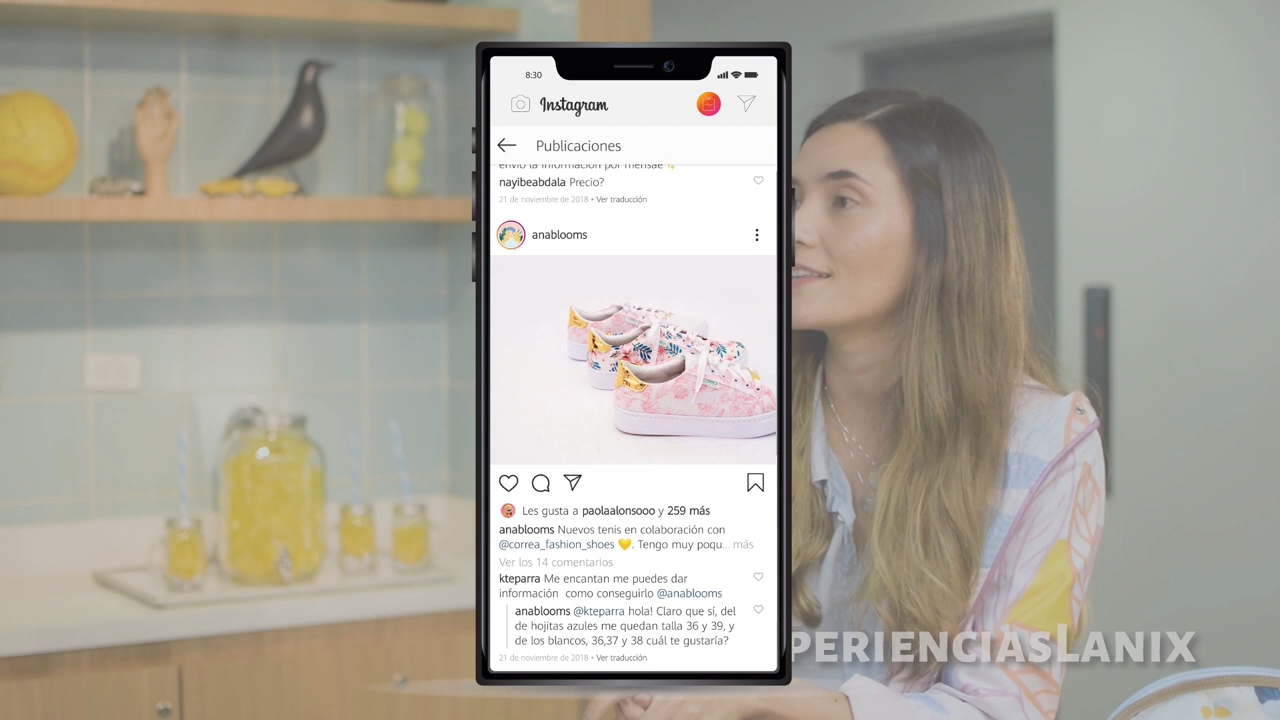 8:30
Instagram
Publicaciones
envío la información por mensae
nayibeabdala Precio?
21 de noviembre de 2018 • Ver traducción
anablooms
Les gusta a paolaalonsooo y 259 más
anablooms Nuevos tenis en colaboración con
@correa_fashion_shoes 💛. Tengo muy poqu... más
Ver los 14 comentarios
kteparra Me encantan me puedes dar
información como conseguirlo @anablooms
anablooms @kteparra hola! Claro que sí, del
de hojitas azules me quedan talla 36 y 39, y
de los blancos, 36,37 y 38 cuál te gustaría?
21 de noviembre de 2018 • Ver traducción
PERIENCIASLANIX